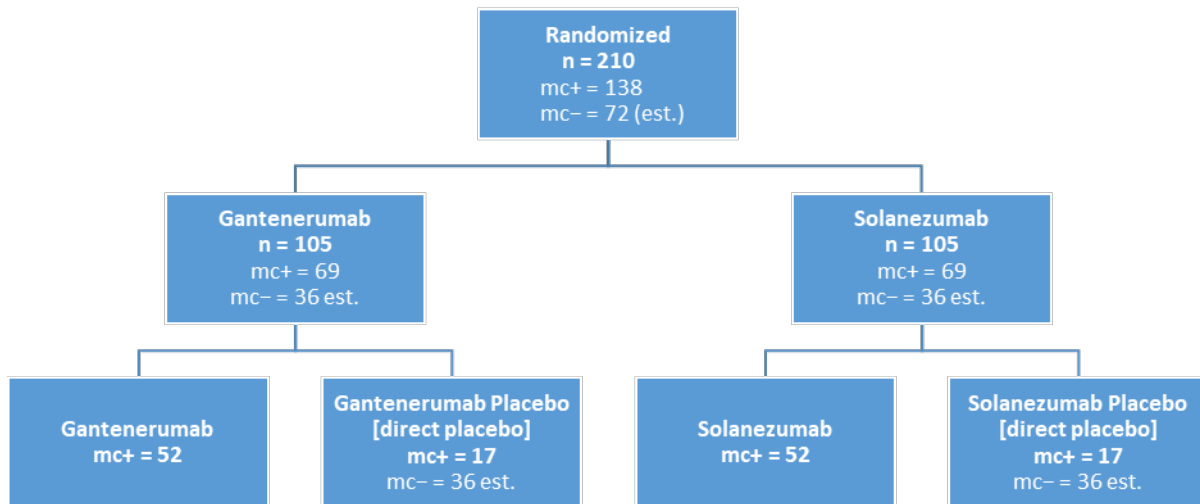 Randomized
n = 210
mc+ = 138
mc− = 72 (est.)
Gantenerumab
n = 105
mc+ = 69
mc− = 36 est.
Solanezumab
n = 105
mc+ = 69
mc− = 36 est.
Gantenerumab
mc+ = 52
Gantenerumab Placebo
[direct placebo]
mc+ = 17
mc− = 36 est.
Solanezumab
mc+ = 52
Solanezumab Placebo
[direct placebo]
mc+ = 17
mc− = 36 est.